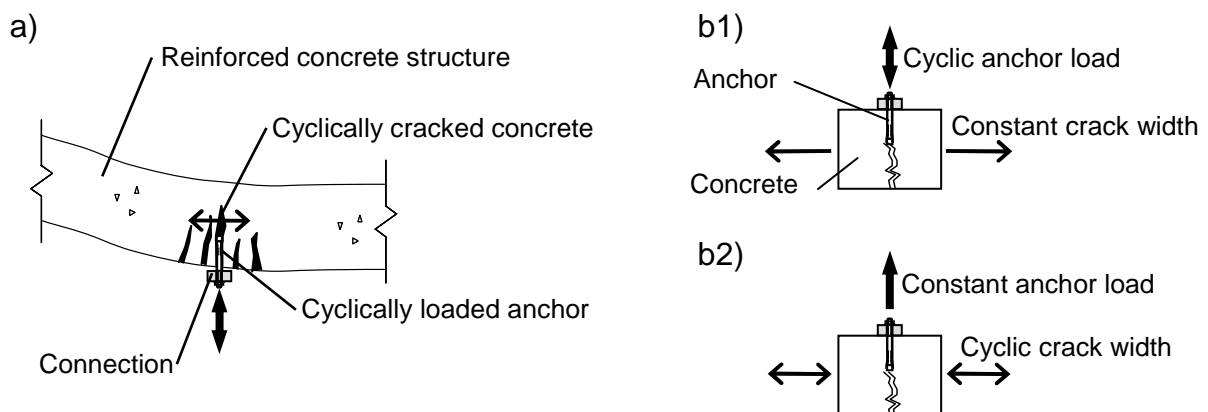 a)
Reinforced concrete structure
Cyclically cracked concrete
Cyclically loaded anchor
Connection
b1)
Cyclic anchor load
Anchor
Constant crack width
Concrete
b2)
Constant anchor load
Cyclic crack width